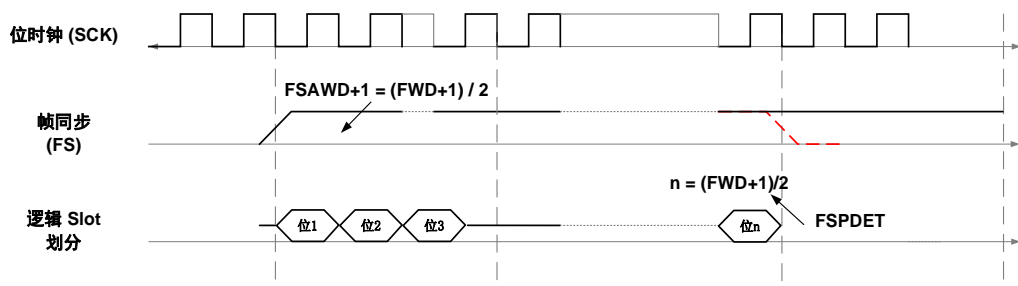 位时钟 (SCK)
FSAWD+1 = (FWD+1) / 2
帧同步
(FS)
n = (FWD+1)/2
逻辑 Slot
划分
位1
位2
位3
位n
FSPDET